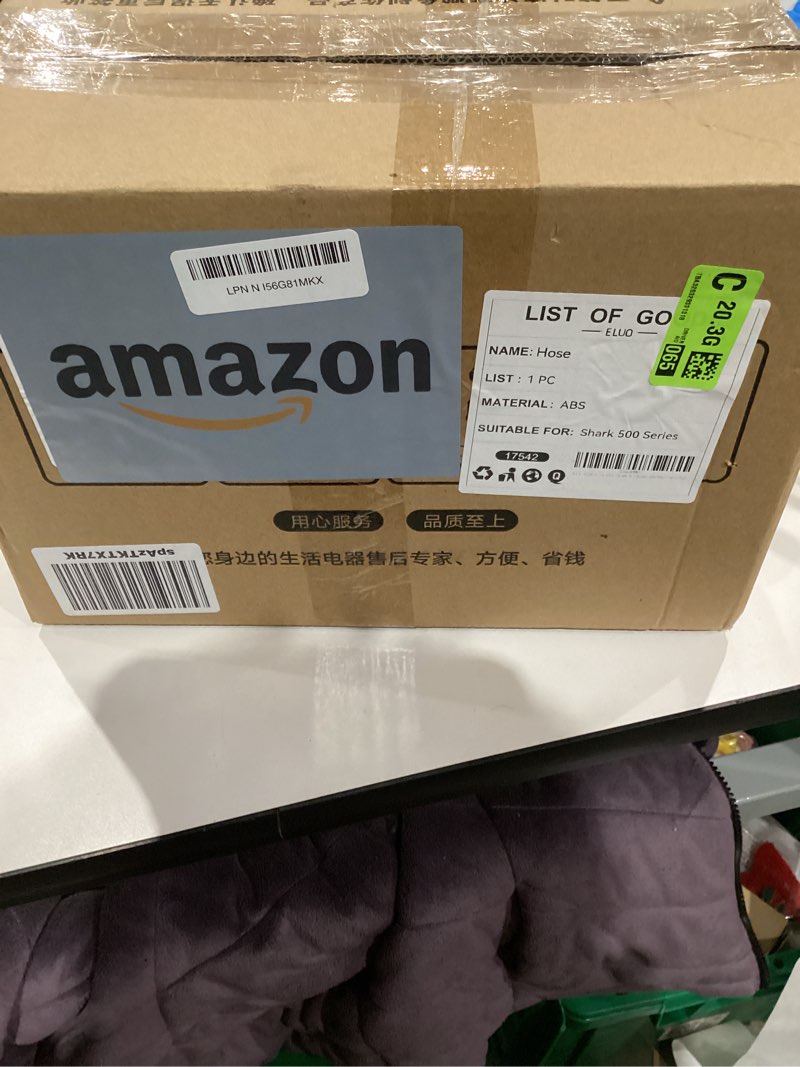 LPN N I56G81MKX
amazon
LIST OF GO
ELUO
NAME: Hose
LIST : 1 PC
MATERIAL: ABS
SUITABLE FOR: Shark 500 Series
17542
C 20.3G
065
用心服务 品质至上
身边的生活电器售后专家、方便、省钱
spAzTKTX7RK